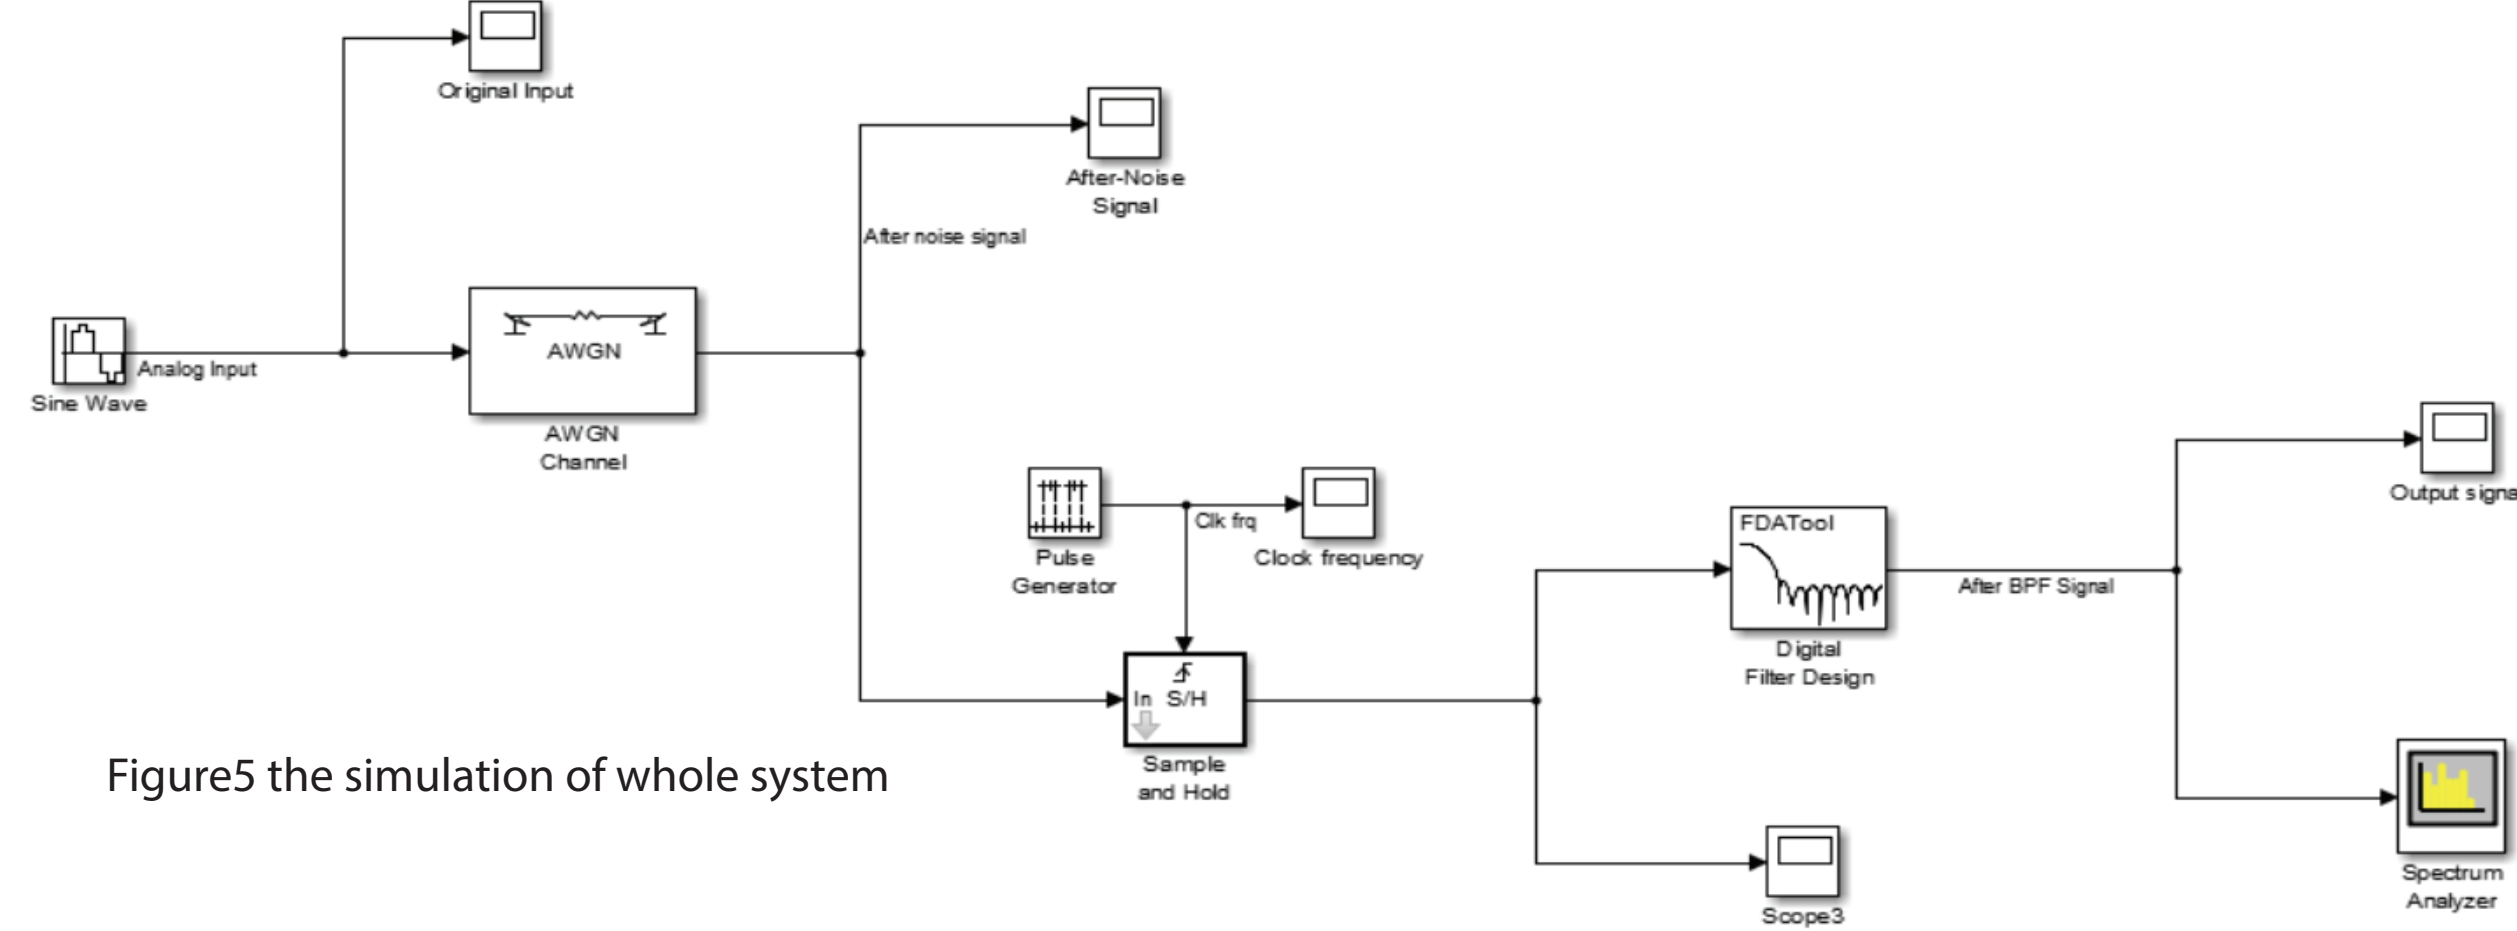 Original Input
After-Noise
Signal
After noise signal
AWGN
Analog Input
Sine Wave
AWGN
Channel
Pulse
Generator
Clk frq
Clock frequency
In S/H
Sample
and Hold
FDATool
Digital
Filter Design
After BPF Signal
Output signa
Spectrum
Analyzer
Scope3
Figure5 the simulation of whole system